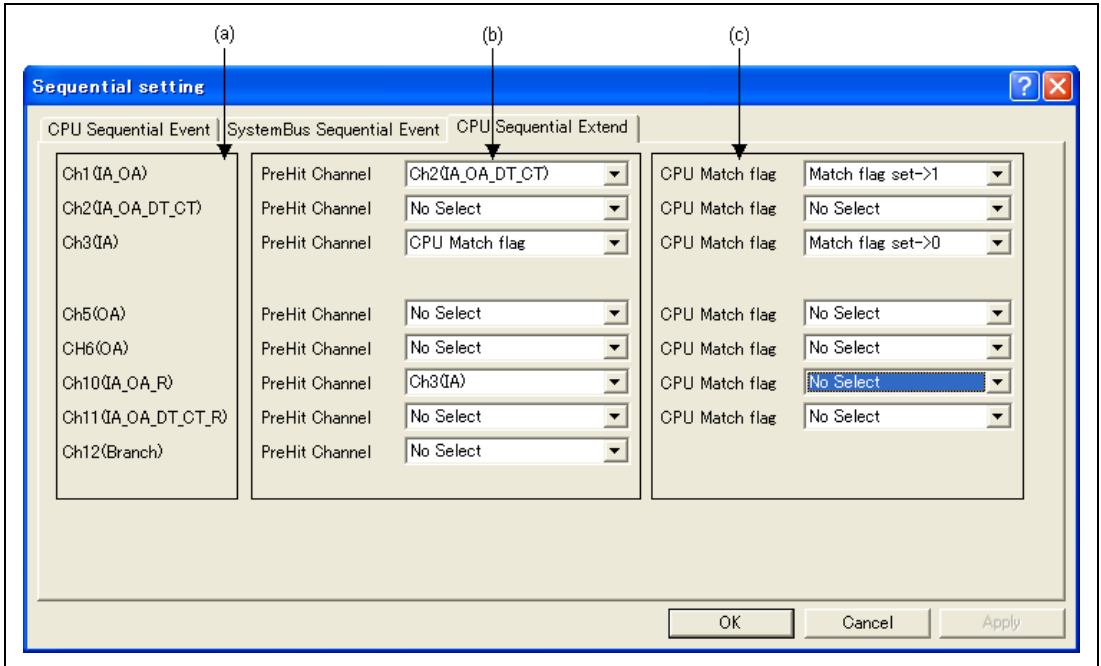 (a) (b) (c)
Sequential setting
CPU Sequential Event SystemBus Sequential Event CPU Sequential Extend
Ch1(IA_OA) PreHit Channel Ch2(IA_OA_DT_CT) CPU Match flag Match flag set->1
Ch2(IA_OA_DT_CT) PreHit Channel No Select CPU Match flag No Select
Ch3(IA) PreHit Channel CPU Match flag CPU Match flag Match flag set->0
Ch5(OA) PreHit Channel No Select CPU Match flag No Select
CH6(OA) PreHit Channel No Select CPU Match flag No Select
Ch10(IA_OA_R) PreHit Channel Ch3(IA) CPU Match flag No Select
Ch11(IA_OA_DT_CT_R) PreHit Channel No Select CPU Match flag No Select
Ch12(Branch) PreHit Channel No Select
OK Cancel Apply